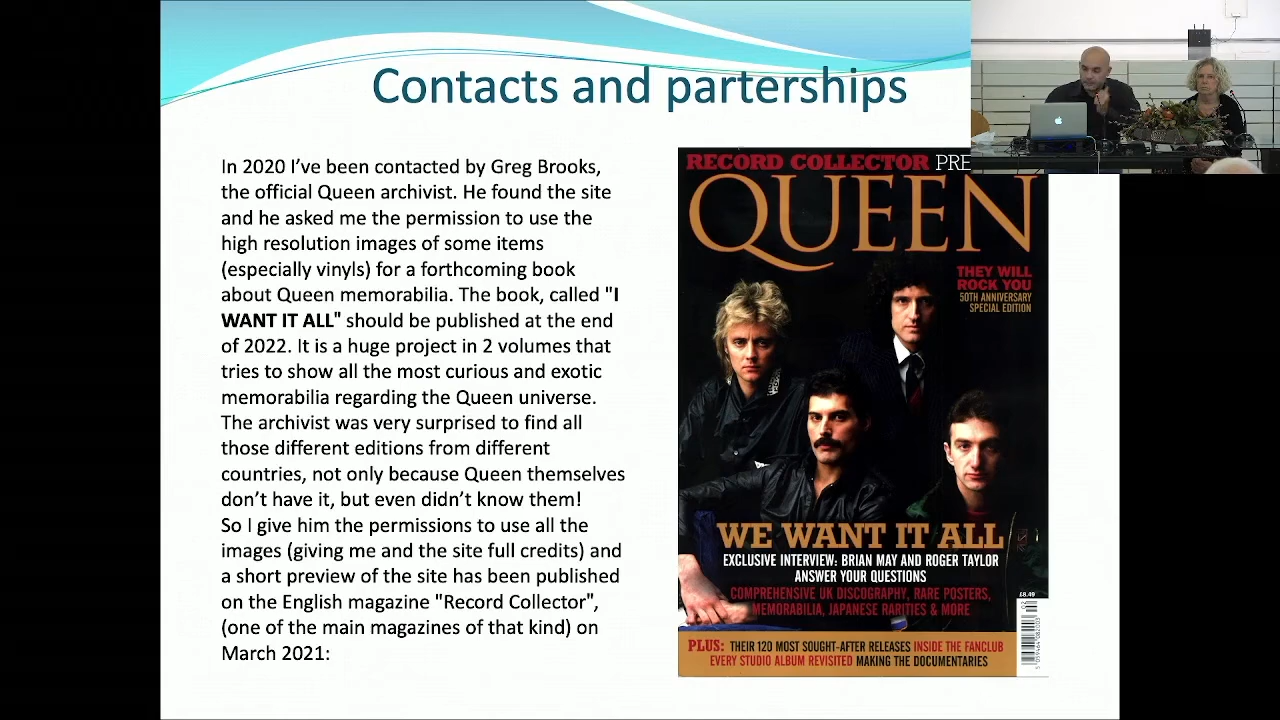 Contacts and parterships
In 2020 I’ve been contacted by Greg Brooks,
the official Queen archivist. He found the site
and he asked me the permission to use the
high resolution images of some items
(especially vinyls) for a forthcoming book
about Queen memorabilia. The book, called "I
WANT IT ALL" should be published at the end
of 2022. It is a huge project in 2 volumes that
tries to show all the most curious and exotic
memorabilia regarding the Queen universe.
The archivist was very surprised to find all
those different editions from different
countries, not only because Queen themselves
don’t have it, but even didn’t know them!
So I give him the permissions to use all the
images (giving me and the site full credits) and
a short preview of the site has been published
on the English magazine "Record Collector",
(one of the main magazines of that kind) on
March 2021:
RECORD COLLECTOR PRE
QUEEN
THEY WILL
ROCK YOU
50TH ANNIVERSARY
SPECIAL EDITION
WE WANT IT ALL
EXCLUSIVE INTERVIEW: BRIAN MAY AND ROGER TAYLOR
ANSWER YOUR QUESTIONS
COMPREHENSIVE UK DISCOGRAPHY, RARE POSTERS,
MEMORABILIA, JAPANESE RARITIES & MORE
£8.49
PLUS: THEIR 120 MOST SOUGHT-AFTER RELEASES INSIDE THE FANCLUB
EVERY STUDIO ALBUM REVISITED MAKING THE DOCUMENTARIES